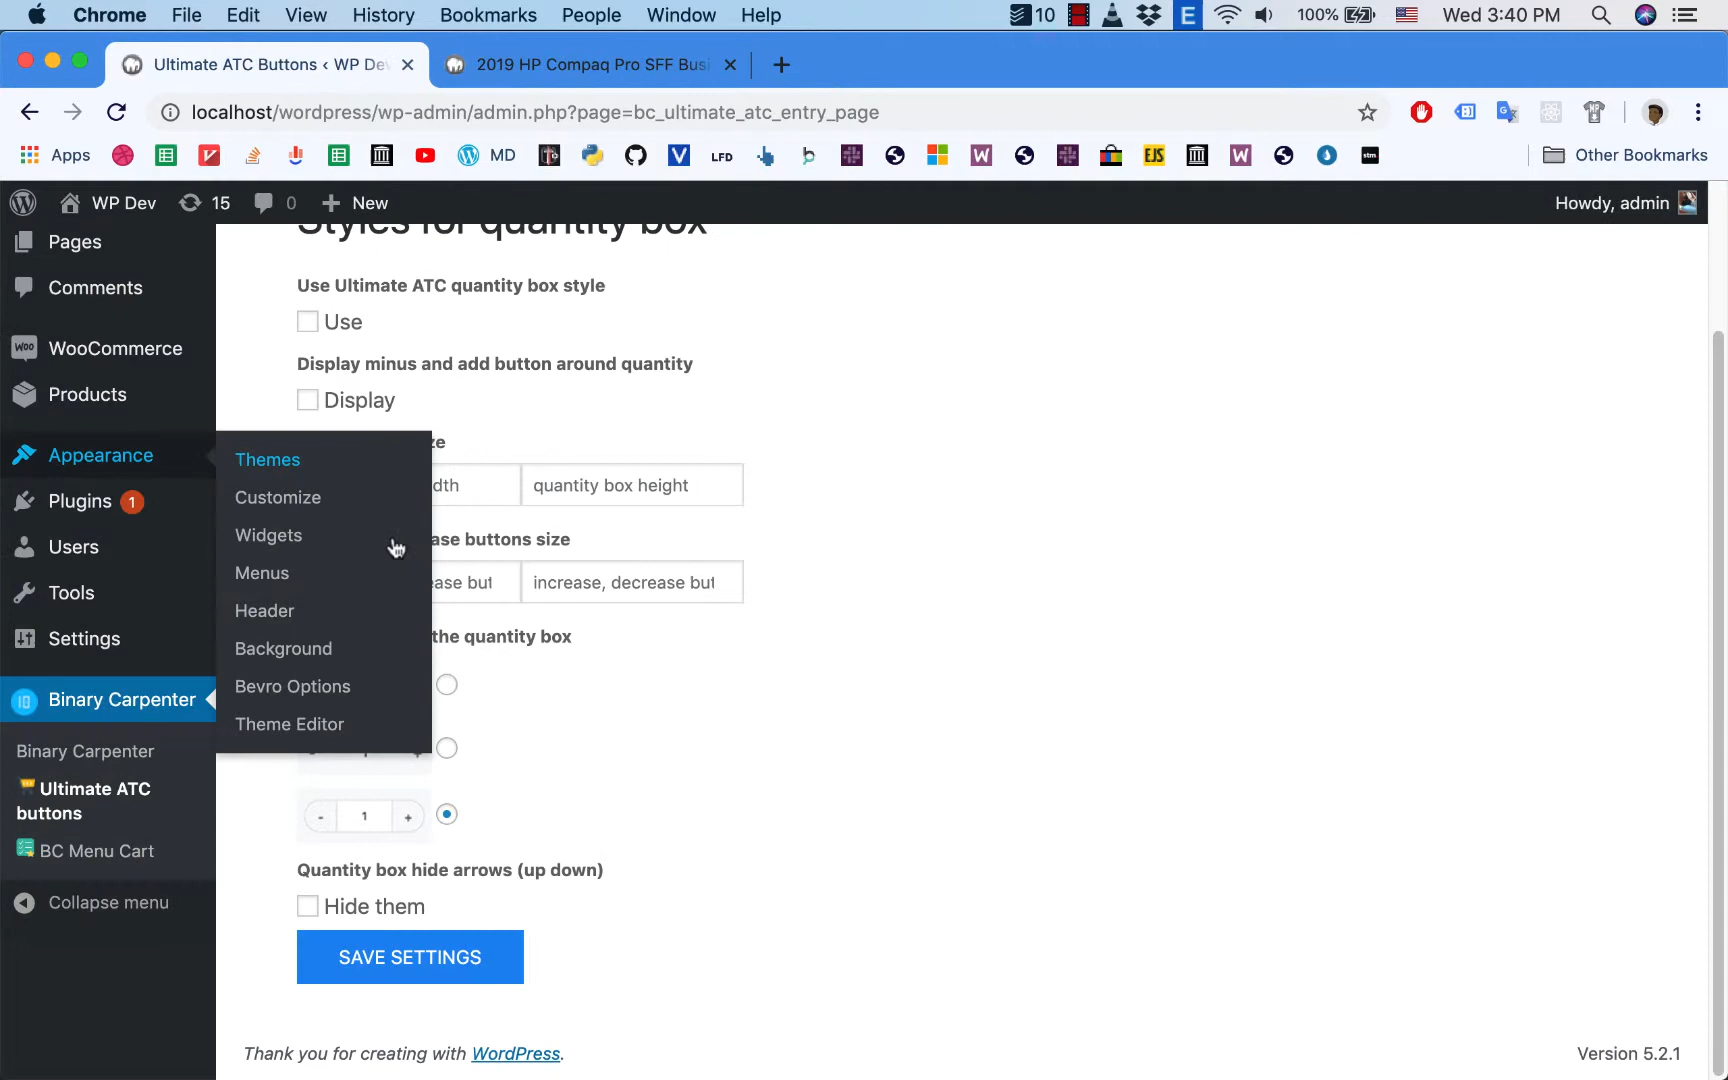 Chrome File Edit View History Bookmarks People Window Help 10 E 100% Wed 3:40 PM
Ultimate ATC Buttons ‹ WP De 2019 HP Compaq Pro SFF Busi
localhost/wordpress/wp-admin/admin.php?page=bc_ultimate_atc_entry_page
Apps MD LFD EJS stm Other Bookmarks
WP Dev 15 0 New Howdy, admin
Styles for quantity box
Pages
Comments
WooCommerce
Products
Appearance
Plugins 1
Users
Tools
Settings
Binary Carpenter
Binary Carpenter
Ultimate ATC
buttons
BC Menu Cart
Collapse menu
Themes
Customize
Widgets
Menus
Header
Background
Bevro Options
Theme Editor
Use Ultimate ATC quantity box style
Use
Display minus and add button around quantity
Display
quantity box height
buttons size
increase, decrease but
the quantity box
- 1 +
Quantity box hide arrows (up down)
Hide them
SAVE SETTINGS
Thank you for creating with WordPress.
Version 5.2.1